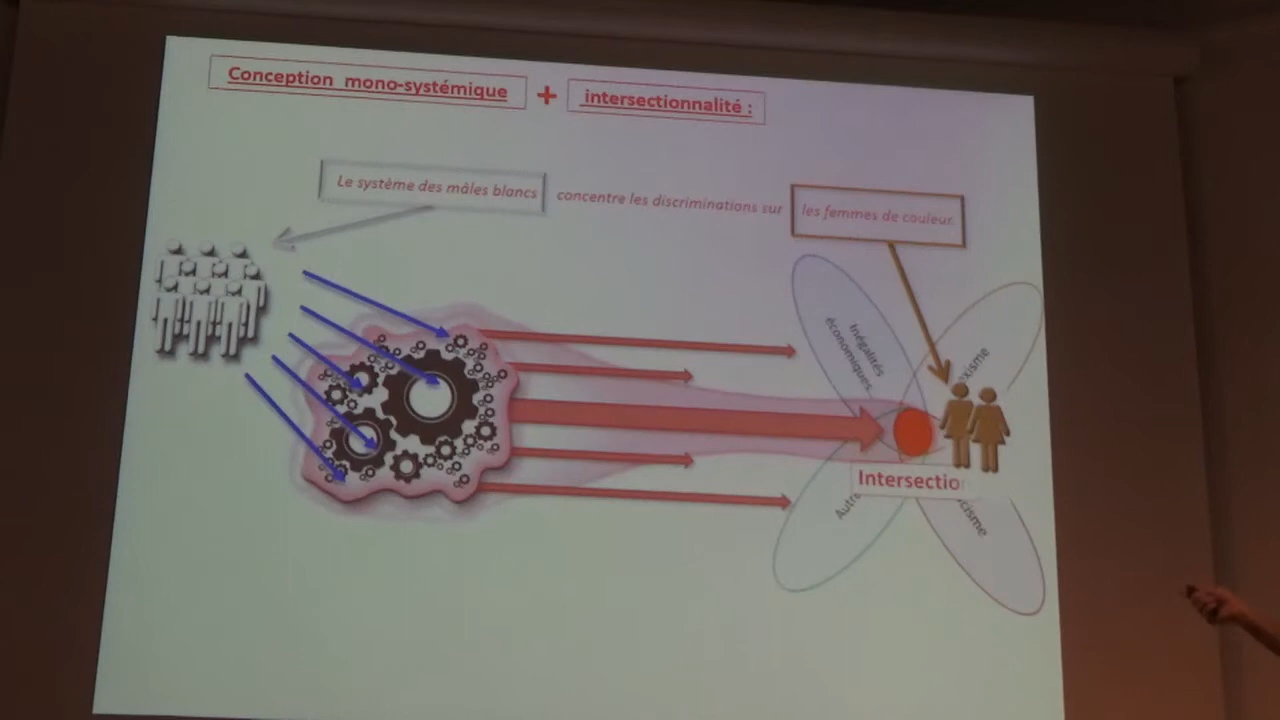 Conception mono-systémique + intersectionnalité :
Le système des mâles blancs concentre les discriminations sur les femmes de couleur.
Inégalités
économiques
Intersectio